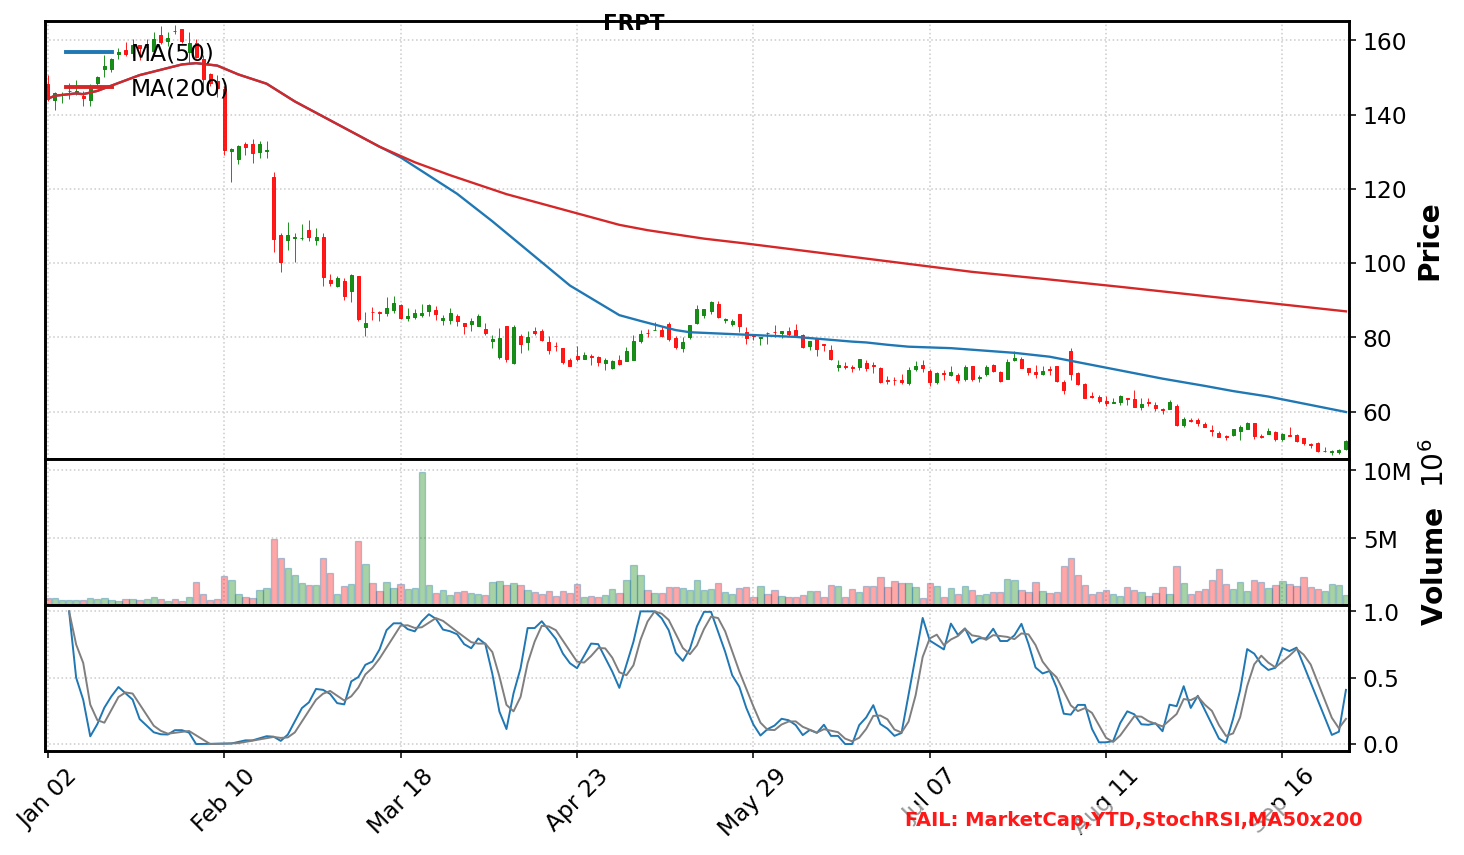 FRPT
MA(50)
MA(200)
160
140
120
100
80
60
Price
10M
5M
Volume 10^6
1.0
0.5
0.0
Jan 02
Feb 10
Mar 18
Apr 23
May 29
Jul 07
Aug 11
Sep 16
FAIL: MarketCap,YTD,StochRSI,MA50x200